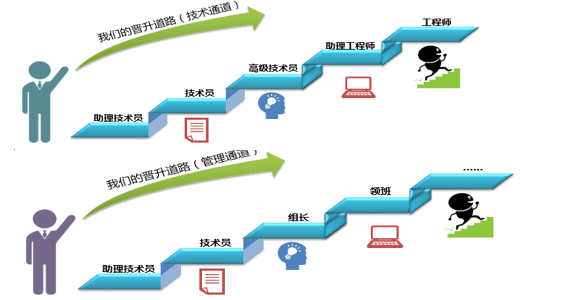 我们的晋升道路（技术通道）
工程师
助理工程师
高级技术员
技术员
助理技术员
我们的晋升道路（管理通道）
......
领班
组长
技术员
助理技术员